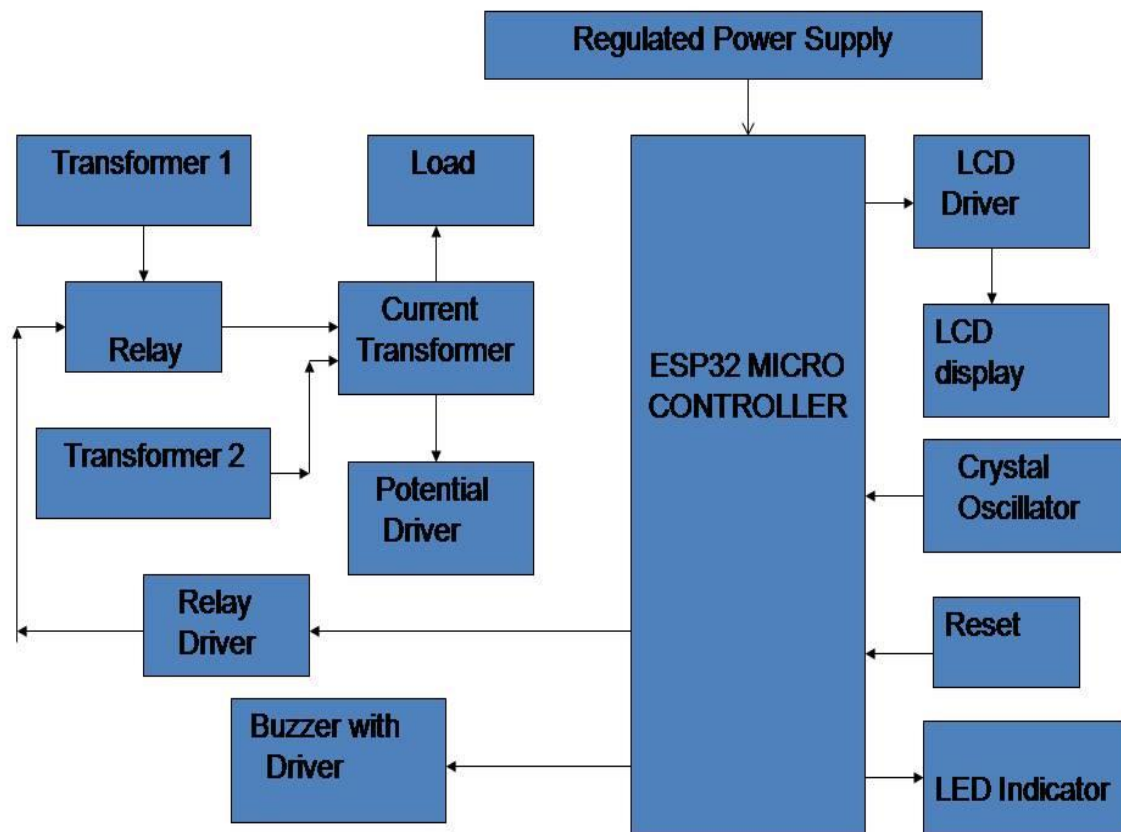 Regulated Power Supply
Transformer 1
Load
LCD
Driver
Relay
Current
Transformer
ESP32 MICRO
CONTROLLER
LCD
display
Transformer 2
Potential
Driver
Crystal
Oscillator
Relay
Driver
Reset
Buzzer with
Driver
LED Indicator